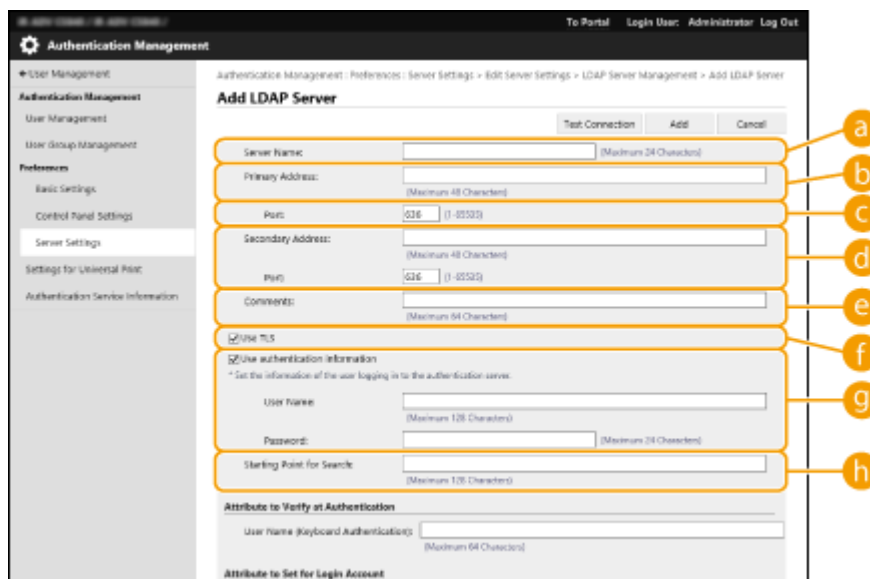 To Portal Login User: Administrator Log Out
Authentication Management
User Management
Authentication Management : Preferences : Server Settings > Edit Server Settings > LDAP Server Management > Add LDAP Server
Authentication Management
User Management
User Group Management
Preferences
Basic Settings
Control Panel Settings
Server Settings
Settings for Universal Print
Authentication Service Information
Add LDAP Server
Test Connection Add Cancel
Server Name: (Maximum 24 Characters) a
Primary Address: b
(Maximum 48 Characters)
Port: 636 (1-65535) c
Secondary Address: d
(Maximum 48 Characters)
Port: 636 (1-65535)
Comments: e
(Maximum 64 Characters)
Use TLS f
Use authentication information
* Set the information of the user logging in to the authentication server.
User Name: g
(Maximum 128 Characters)
Password: (Maximum 24 Characters)
Starting Point for Search: h
(Maximum 128 Characters)
Attribute to Verify at Authentication
User Name (Keyboard Authentication):
(Maximum 64 Characters)
Attribute to Set for Login Account